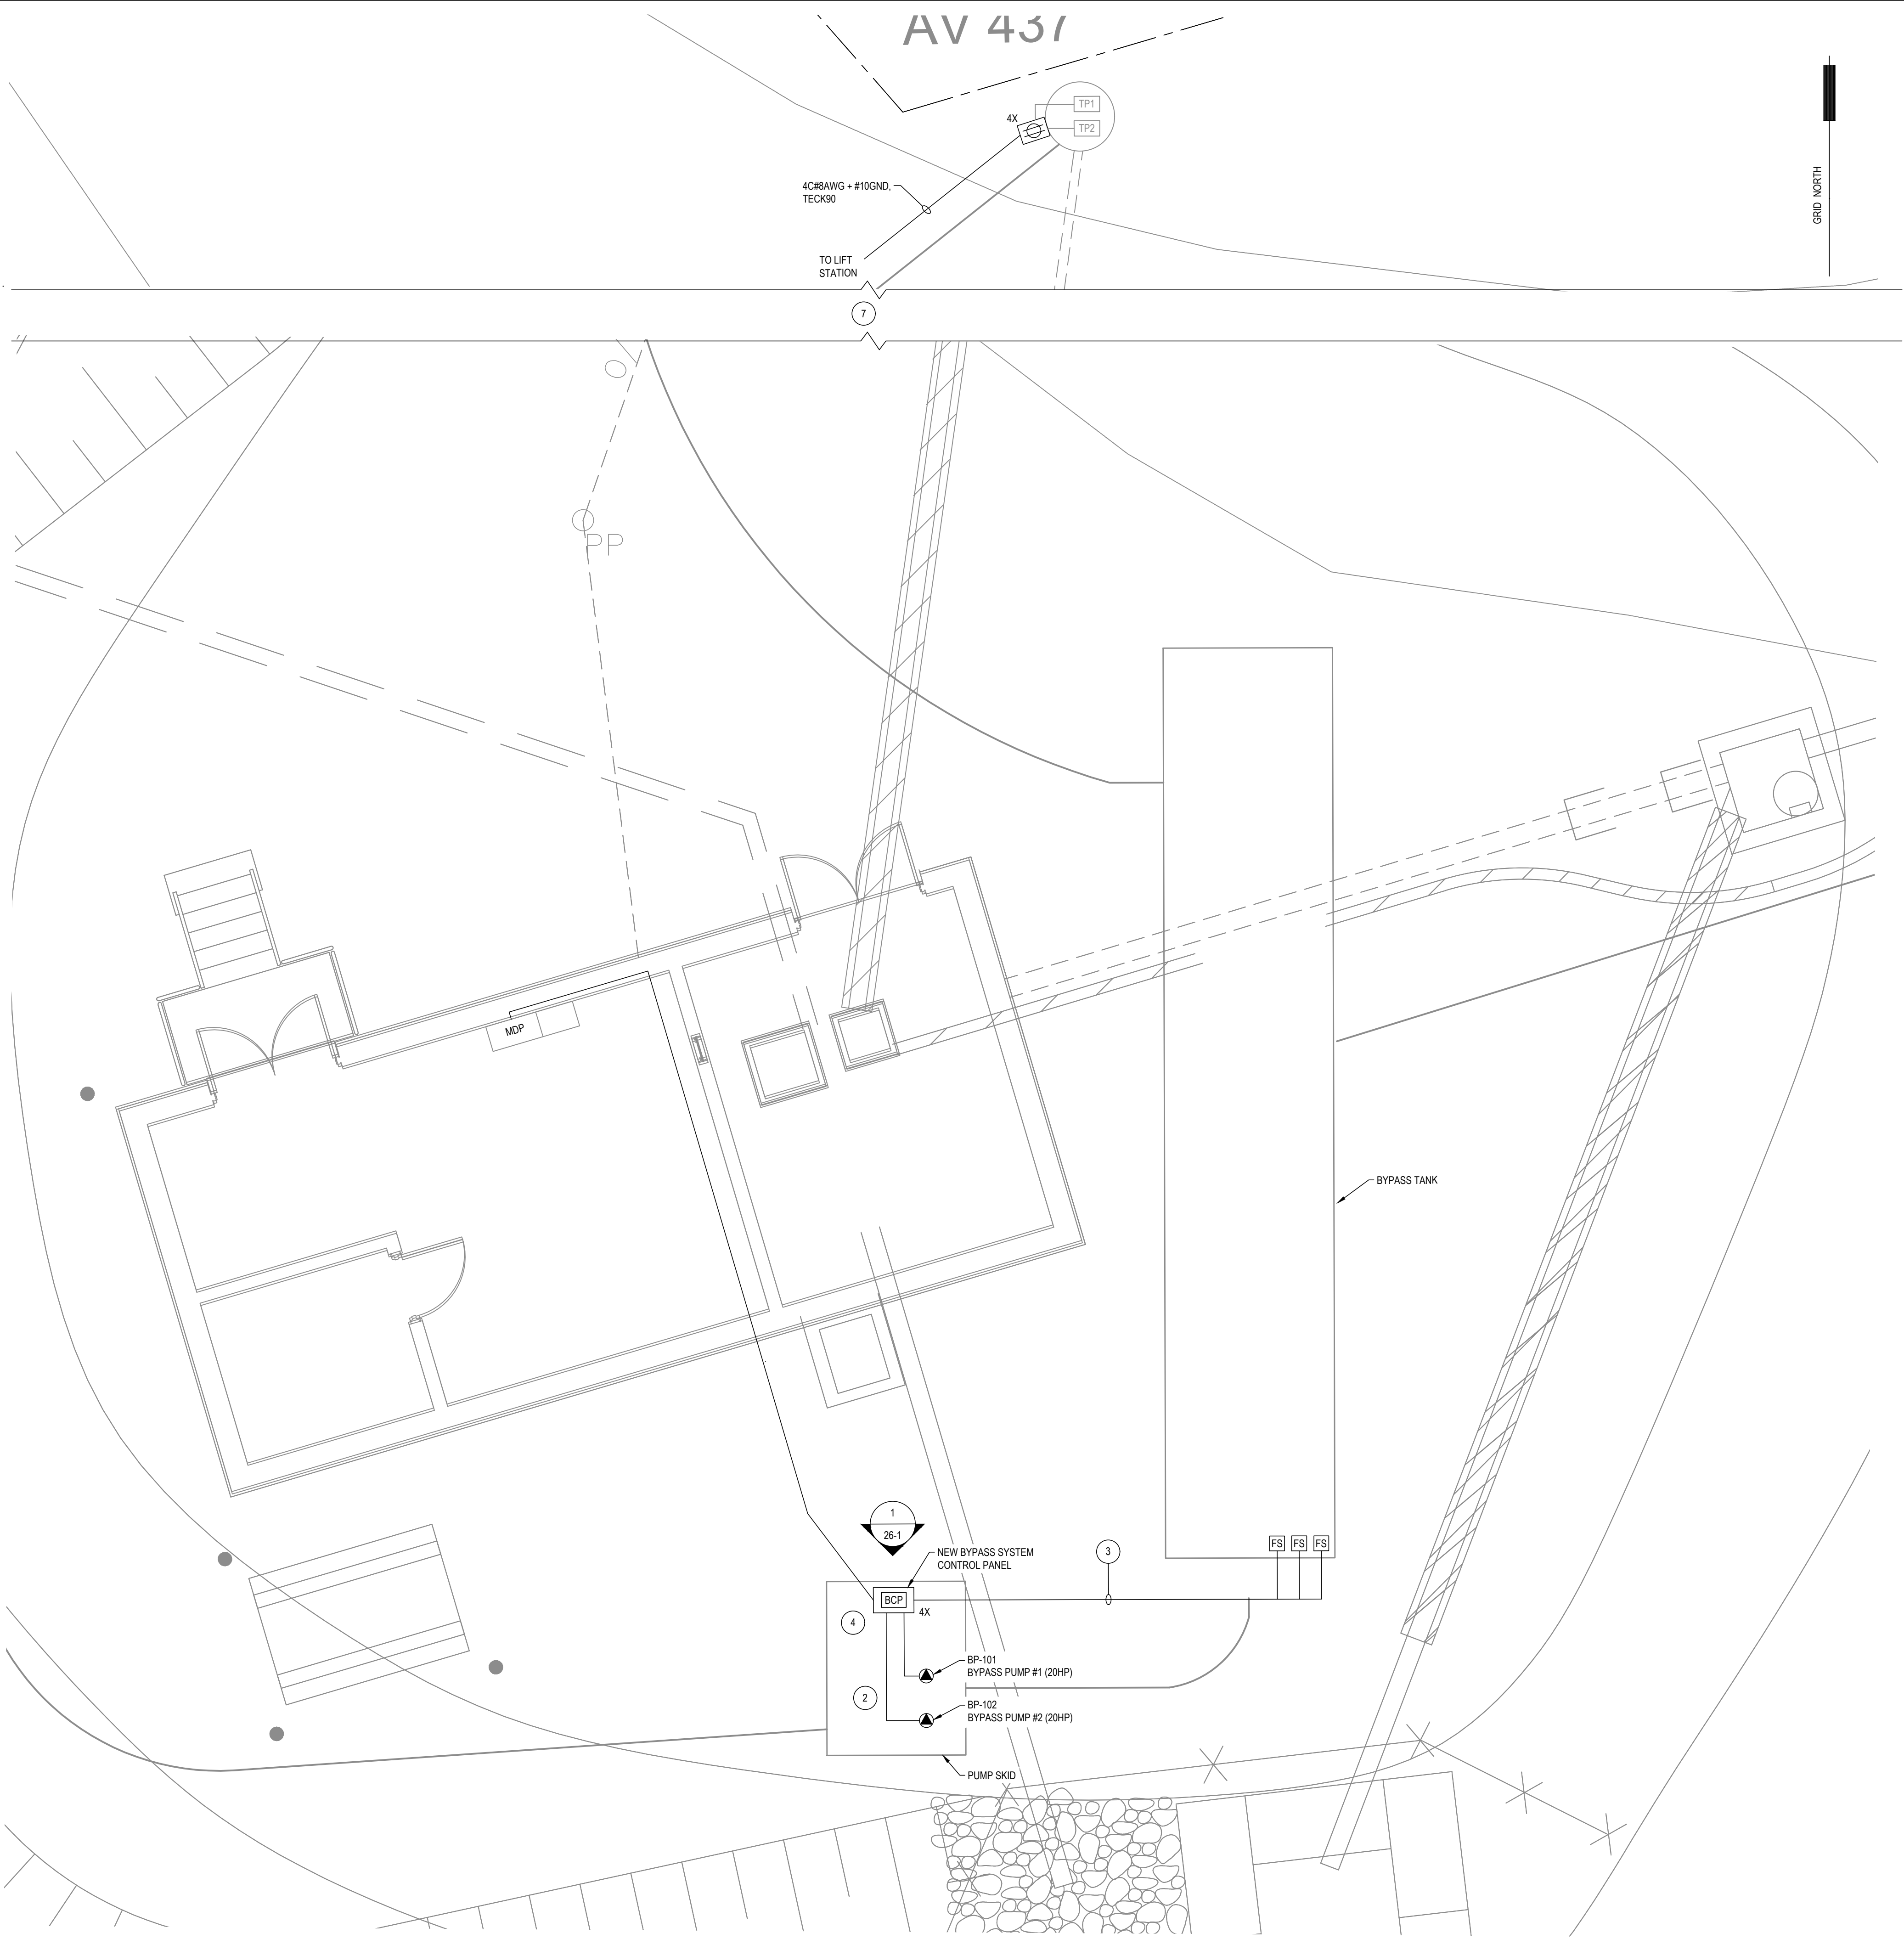 AV 437
TP1
4X
TP2
4C#8AWG + #10GND,
TECK90
GRID NORTH
TO LIFT
STATION
7
PP
MDP
BYPASS TANK
1
26-1
NEW BYPASS SYSTEM
CONTROL PANEL
3
FS FS FS
BCP
4X
4
BP-101
BYPASS PUMP #1 (20HP)
2
BP-102
BYPASS PUMP #2 (20HP)
PUMP SKID